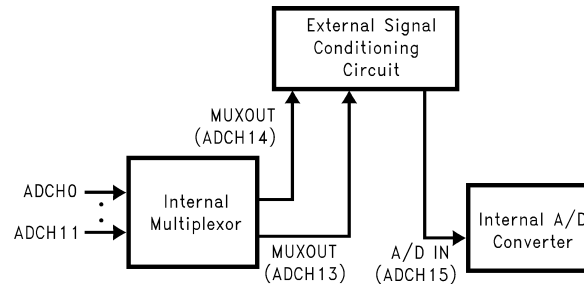 External Signal
Conditioning
Circuit
MUXOUT
(ADCH14)
ADCH0
ADCH11
Internal
Multiplexor
MUXOUT
(ADCH13)
A/D IN
(ADCH15)
Internal A/D
Converter